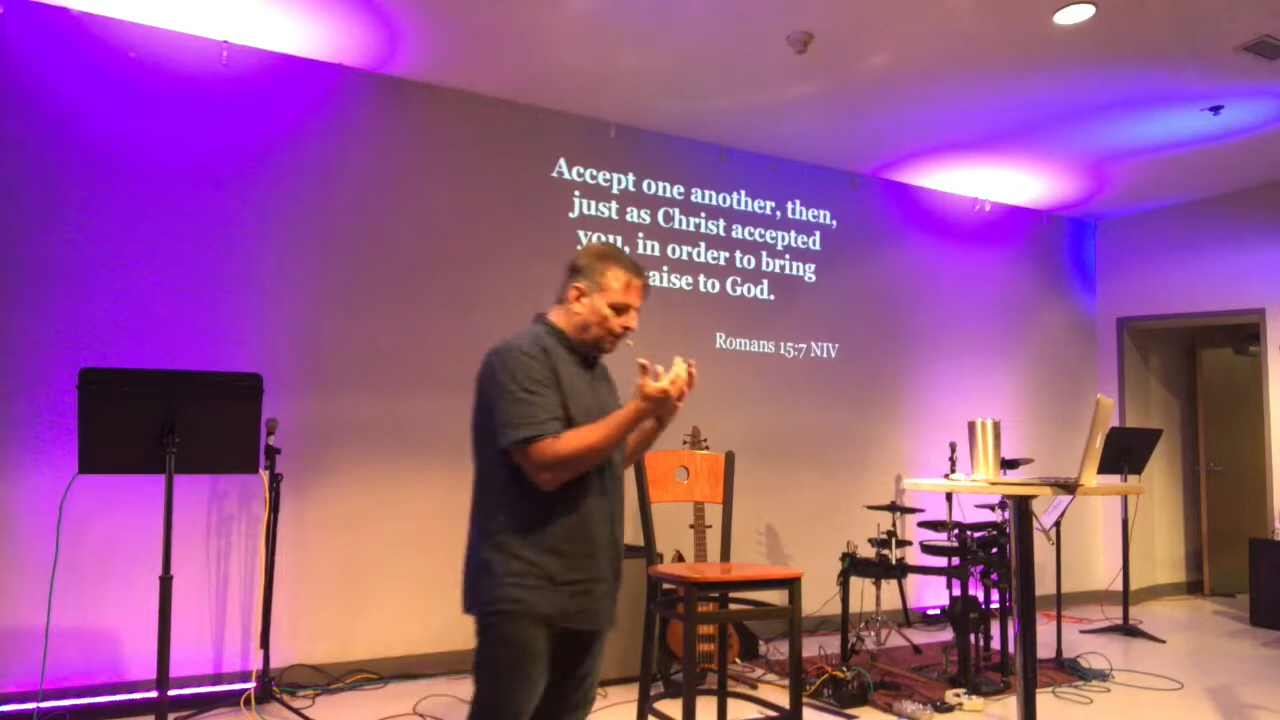 Accept one another, then,
just as Christ accepted
you, in order to bring
to God.
Romans 15:7 NIV